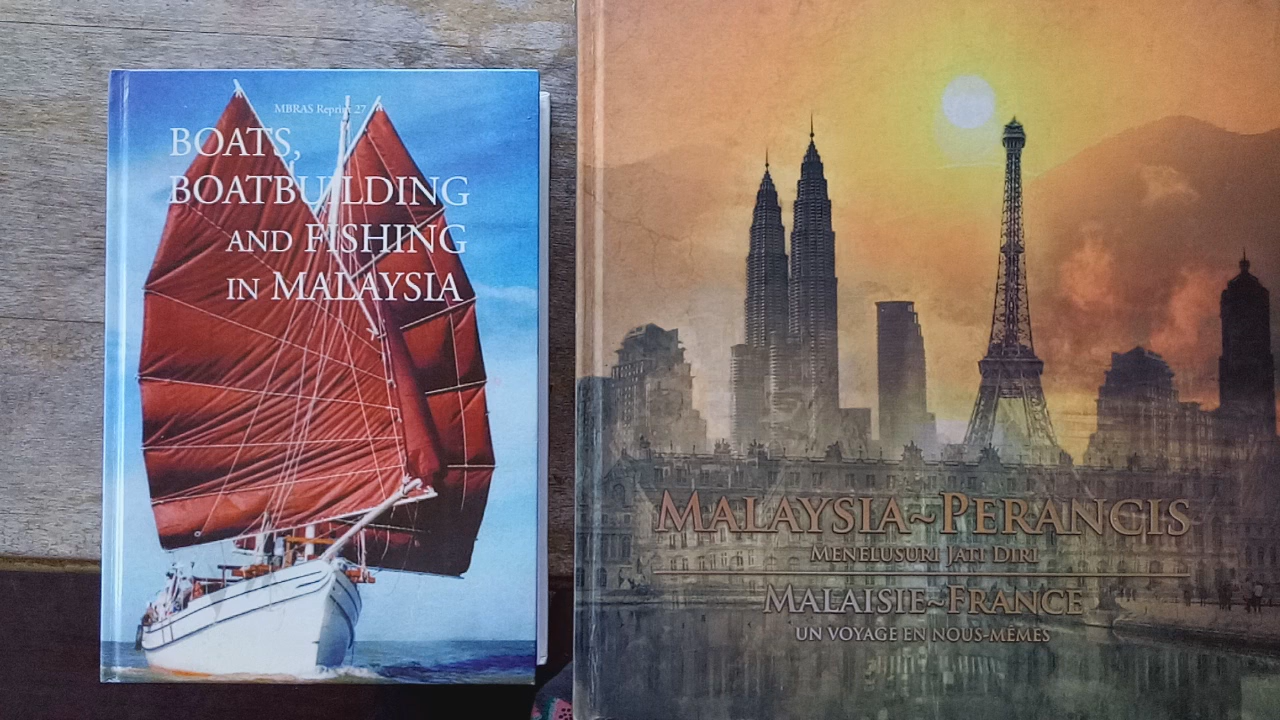 MBRAS Reprint 27
BOATS,
BOATBUILDING
AND FISHING
IN MALAYSIA
MALAYSIA~PERANCIS
MENELUSURI JATI DIRI
MALAISIE~FRANCE
UN VOYAGE EN NOUS-MÊMES